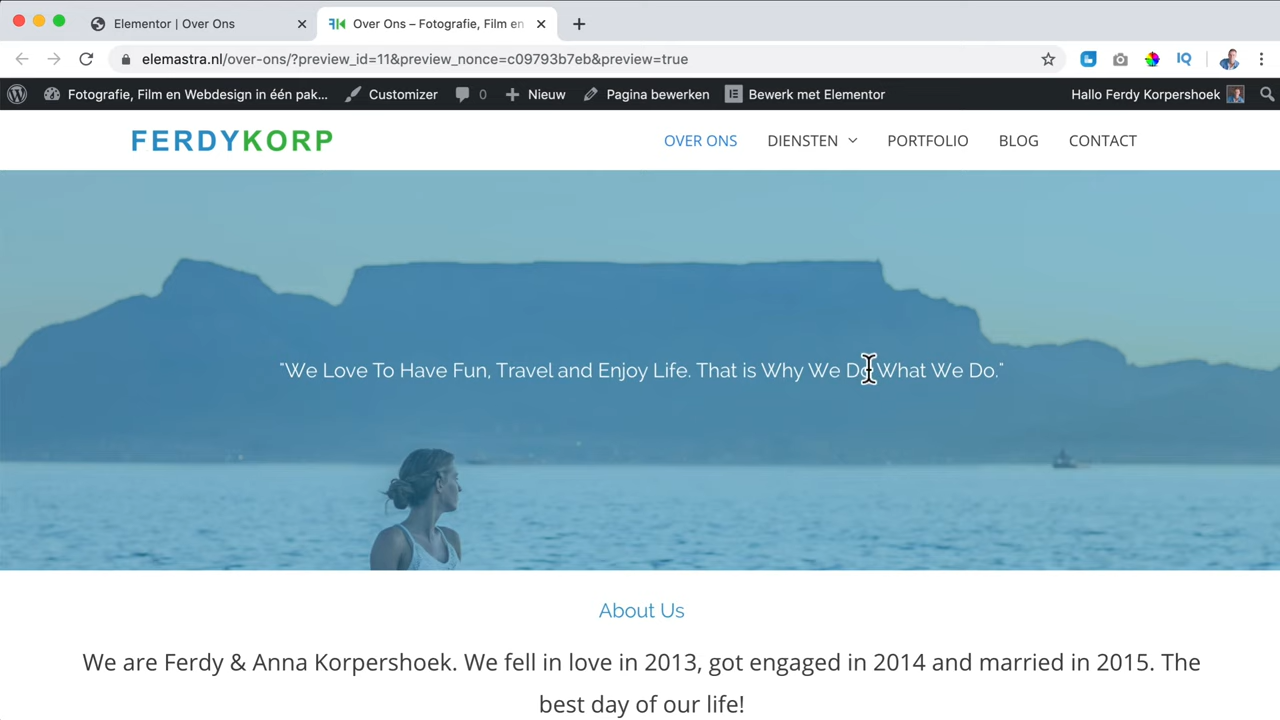 Elementor | Over Ons
Over Ons – Fotografie, Film en
elemastra.nl/over-ons/?preview_id=11&preview_nonce=c09793b7eb&preview=true
IQ
Fotografie, Film en Webdesign in één pak...
Customizer
0
Nieuw
Pagina bewerken
Bewerk met Elementor
Hallo Ferdy Korpershoek
FERDYKORP
OVER ONS
DIENSTEN
PORTFOLIO
BLOG
CONTACT
"We Love To Have Fun, Travel and Enjoy Life. That is Why We Do What We Do."
About Us
We are Ferdy & Anna Korpershoek. We fell in love in 2013, got engaged in 2014 and married in 2015. The
best day of our life!